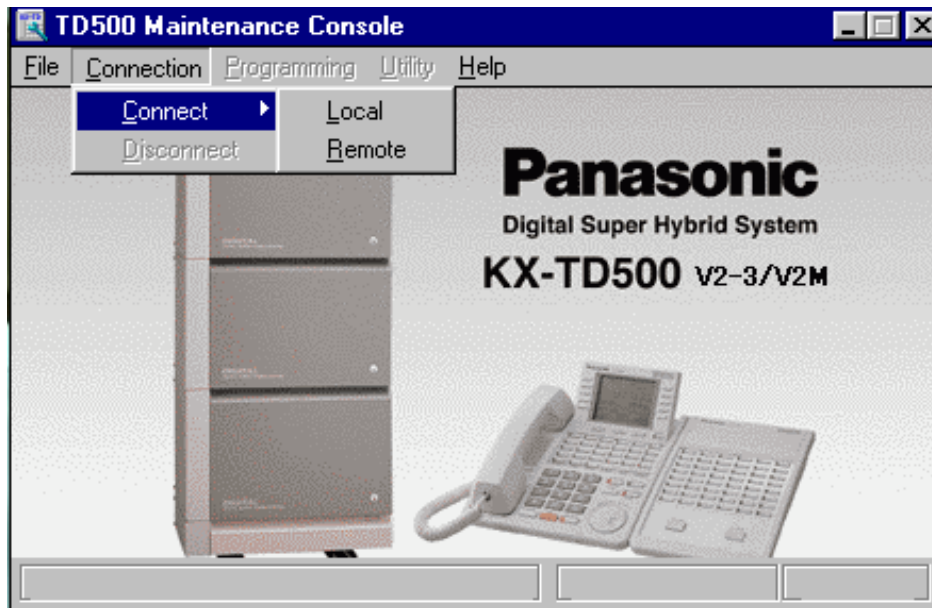 TD500 Maintenance Console
File Connection Programming Utility Help
Connect Local
Disconnect Remote
Panasonic
Digital Super Hybrid System
KX-TD500 V2-3/V2M